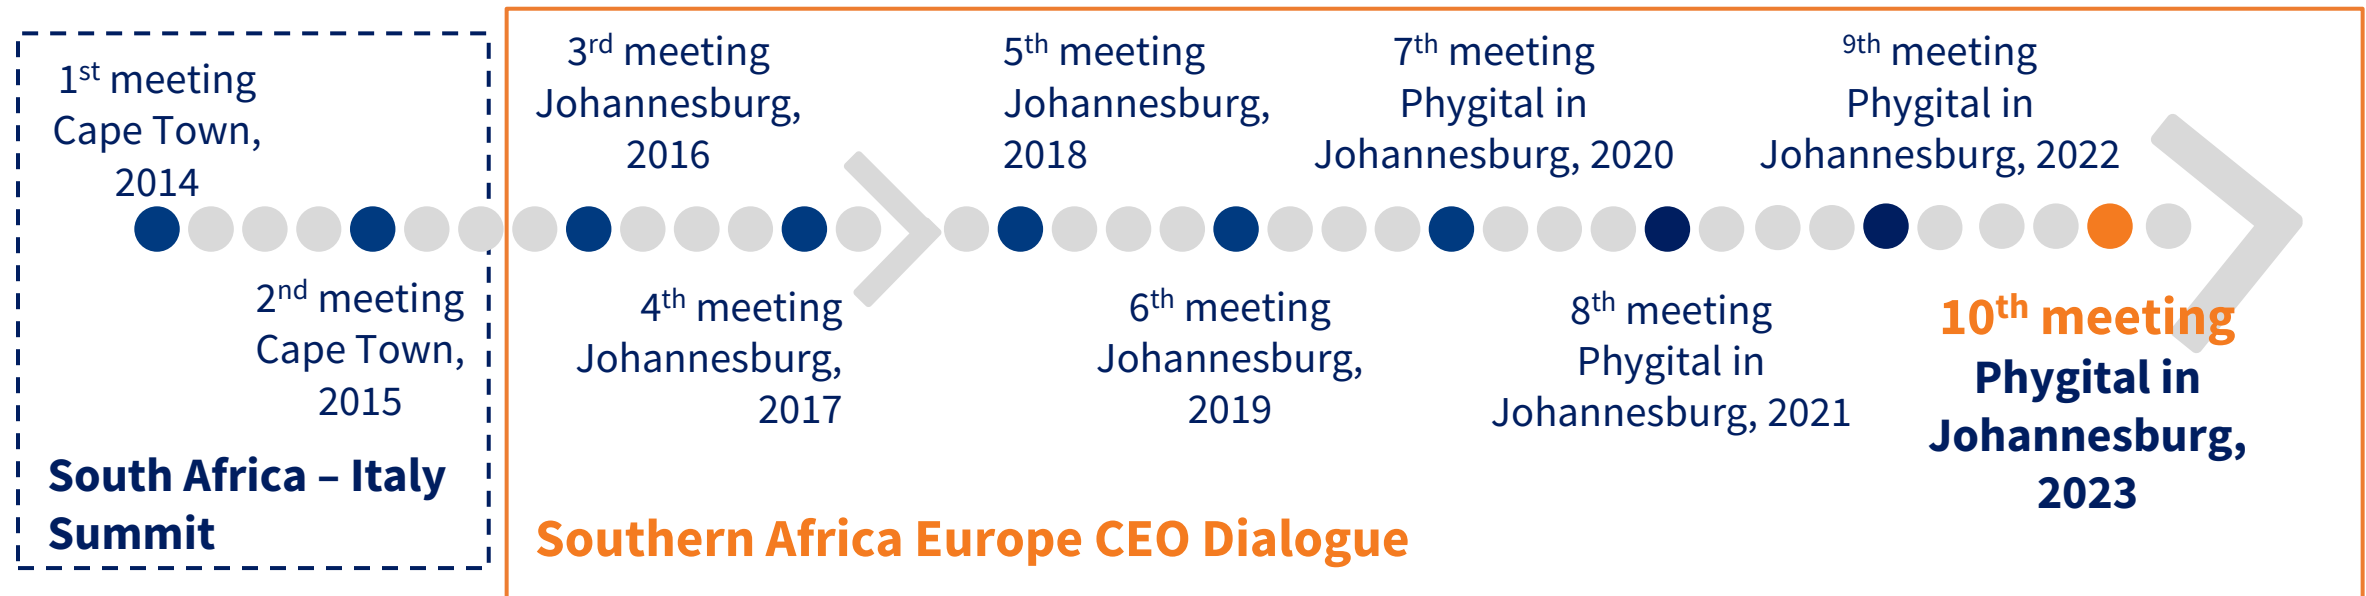 1st meeting
Cape Town,
2014
2nd meeting
Cape Town,
2015
South Africa – Italy
Summit
3rd meeting
Johannesburg,
2016
4th meeting
Johannesburg,
2017
5th meeting
Johannesburg,
2018
6th meeting
Johannesburg,
2019
7th meeting
Phygital in
Johannesburg, 2020
8th meeting
Phygital in
Johannesburg, 2021
9th meeting
Phygital in
Johannesburg, 2022
10th meeting
Phygital in
Johannesburg,
2023
Southern Africa Europe CEO Dialogue